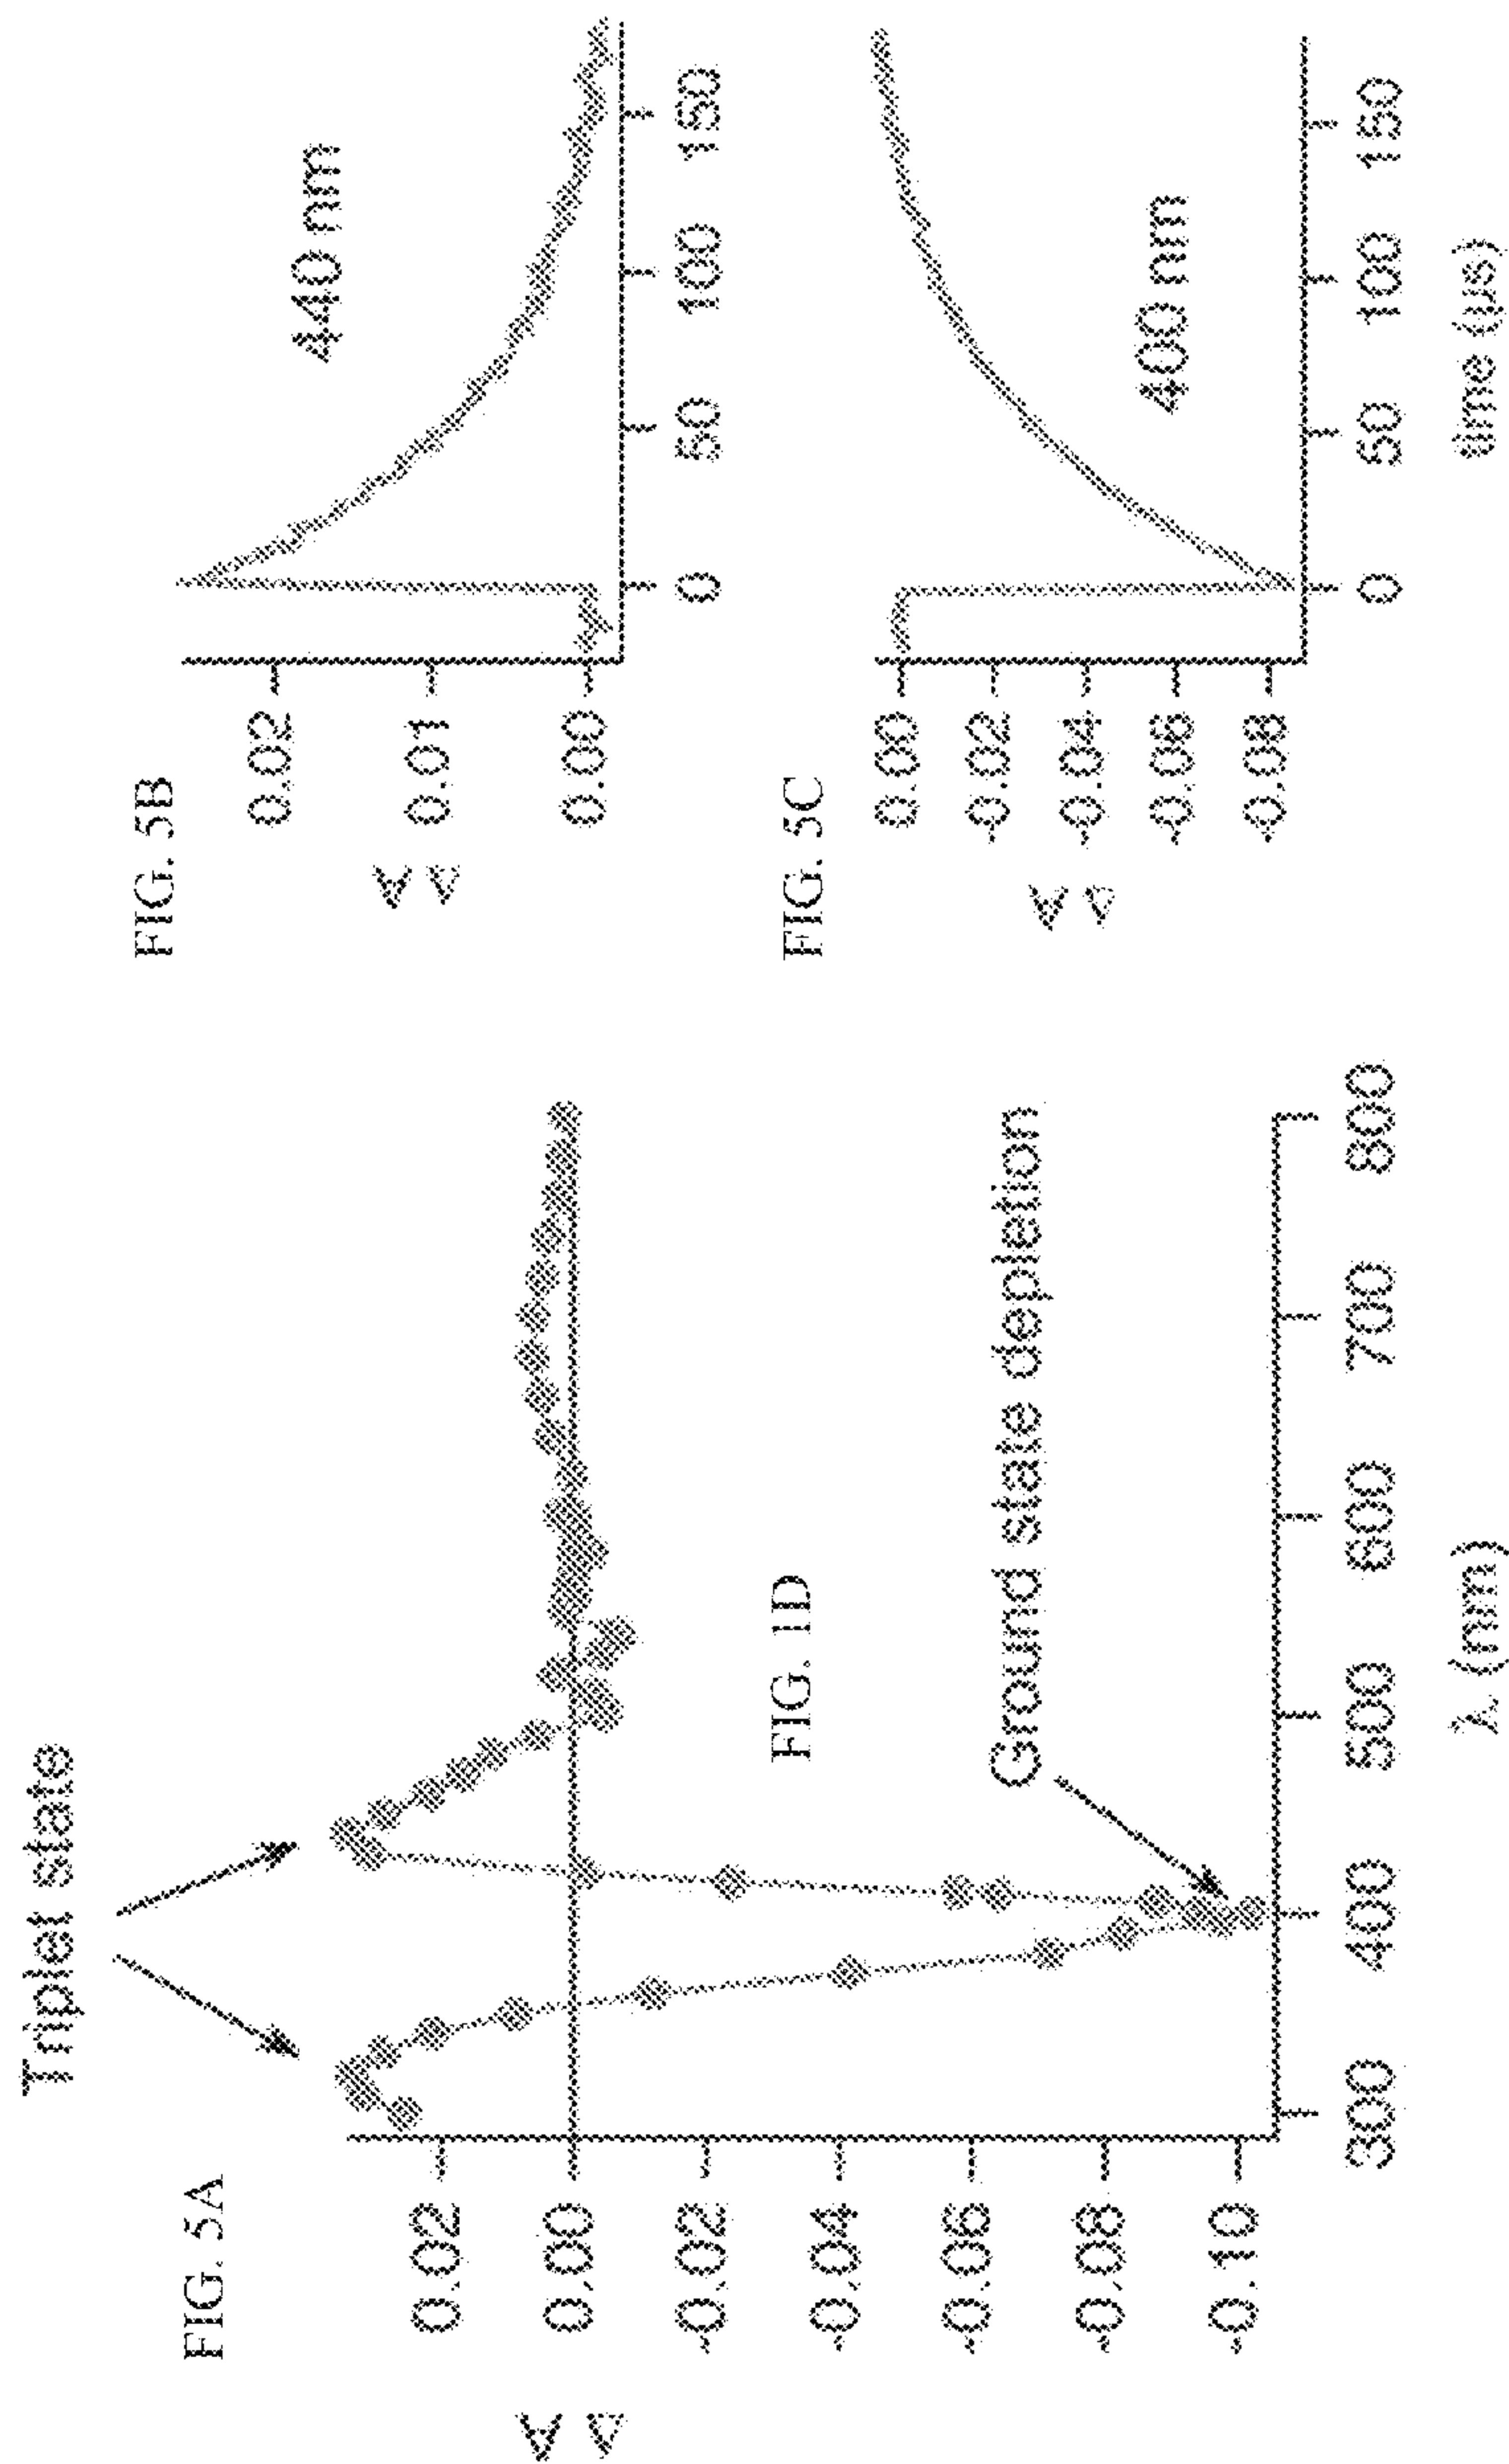 FIG. 5A
Triplet state
ΔA
0.02
0.00
-0.02
-0.04
-0.06
-0.08
-0.10
FIG. 1D
Ground state depletion
300 400 500 600 700 800
λ (nm)
FIG. 5B
440 nm
ΔA
0.02
0.01
0.00
0 50 100 150
FIG. 5C
ΔA
0.00
-0.02
-0.04
-0.06
-0.08
400 nm
0 50 100 150
time (μs)